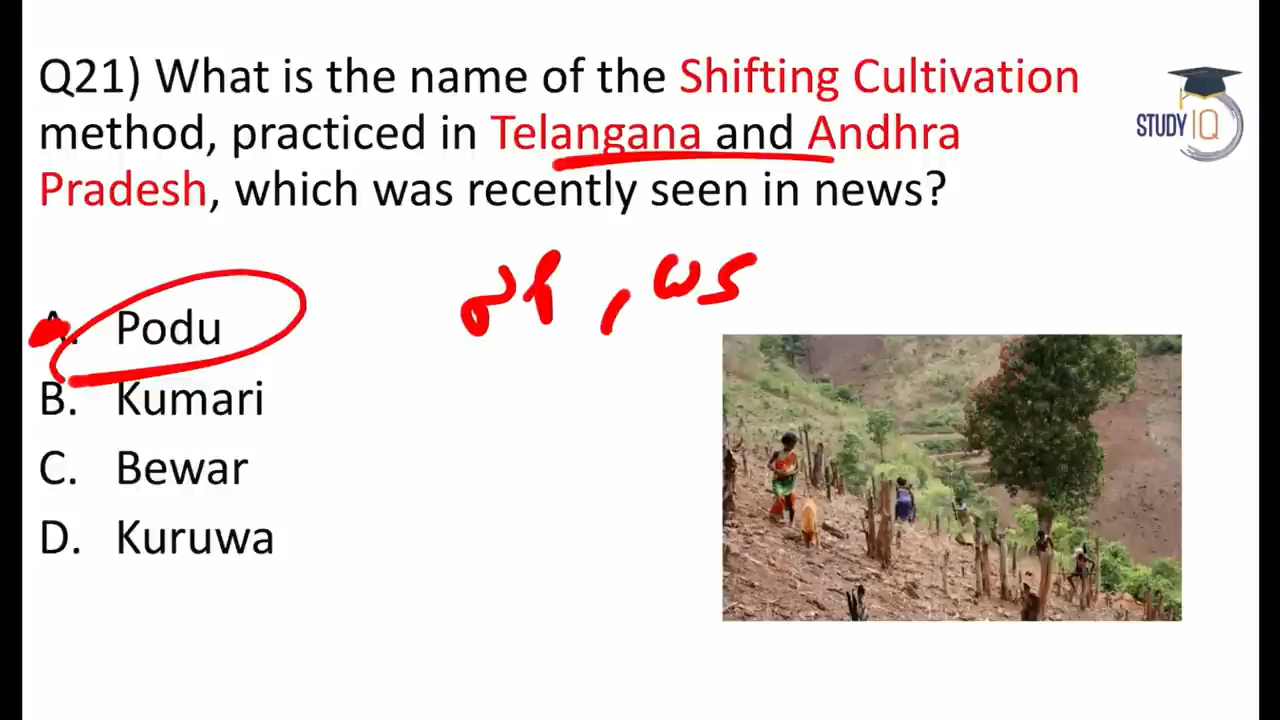 Q21) What is the name of the Shifting Cultivation
method, practiced in Telangana and Andhra
Pradesh, which was recently seen in news?
STUDY IQ
A. Podu
B. Kumari
C. Bewar
D. Kuruwa